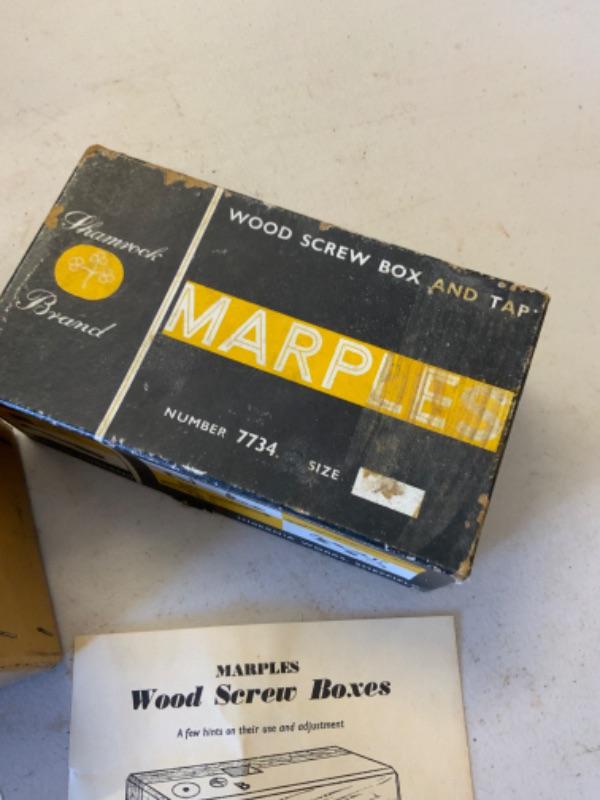 Shamrock
Brand
WOOD SCREW BOX AND TAP
MARPLES
NUMBER 7734. SIZE
MARPLES
Wood Screw Boxes
A few hints on their use and adjustment